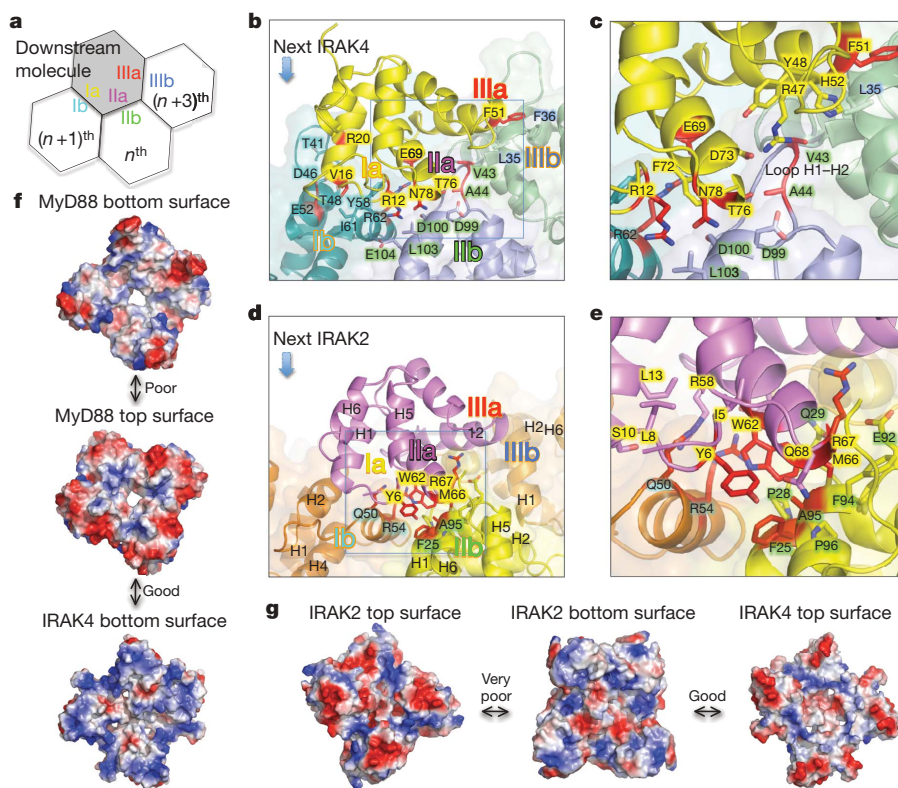 a
Downstream
molecule
IIIa
IIIb
Ia
Ib
IIa
IIb
(n + 3)th
(n + 1)th
nth
b
Next IRAK4
IIIa
F51
F36
T41
R20
Ia
E69
IIa
L35
IIIb
D46
V16
V43
T76
A44
E52
T48
Y58
R12
N78
I61
R62
Ib
D100
D99
E104
L103
IIb
c
F51
Y48
R47
H52
L35
E69
F72
D73
V43
Loop H1–H2
R12
N78
A44
T76
R62
D100
D99
L103
d
Next IRAK2
IIIa
H6
H5
H2
H6
H1
IIa
12
IIIb
Ia
W62
Y6
R67
M66
H2
Q50
H1
R54
A95
Ib
IIb
H5
F25
H2
H1
H4
H1
H6
e
L13
R58
I5
W62
Q29
E92
S10
L8
Y6
Q68
R67
M66
Q50
R54
P28
F94
A95
F25
P96
f
MyD88 bottom surface
Poor
MyD88 top surface
Good
IRAK4 bottom surface
g
IRAK2 top surface
IRAK2 bottom surface
IRAK4 top surface
Very
poor
Good